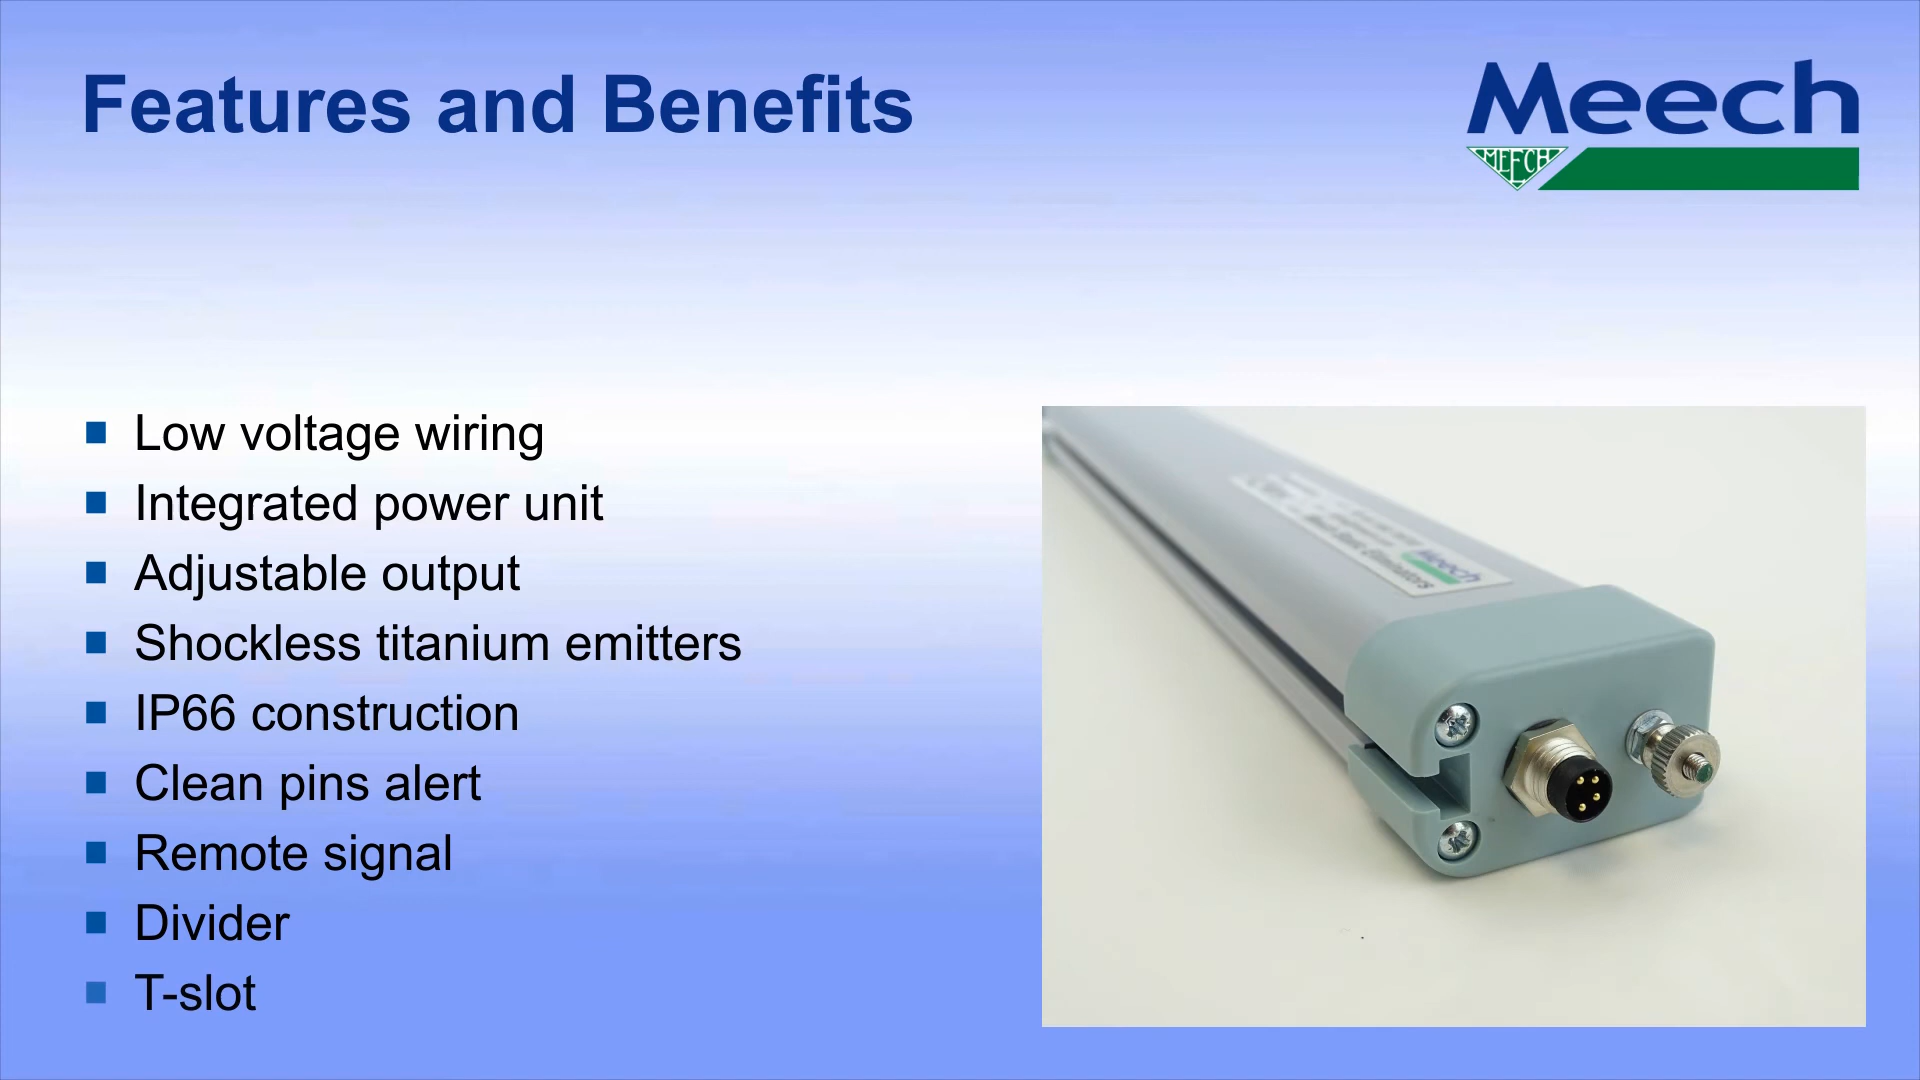 Features and Benefits
Meech
MEECH
Low voltage wiring
Integrated power unit
Adjustable output
Shockless titanium emitters
IP66 construction
Clean pins alert
Remote signal
Divider
T-slot
Meech